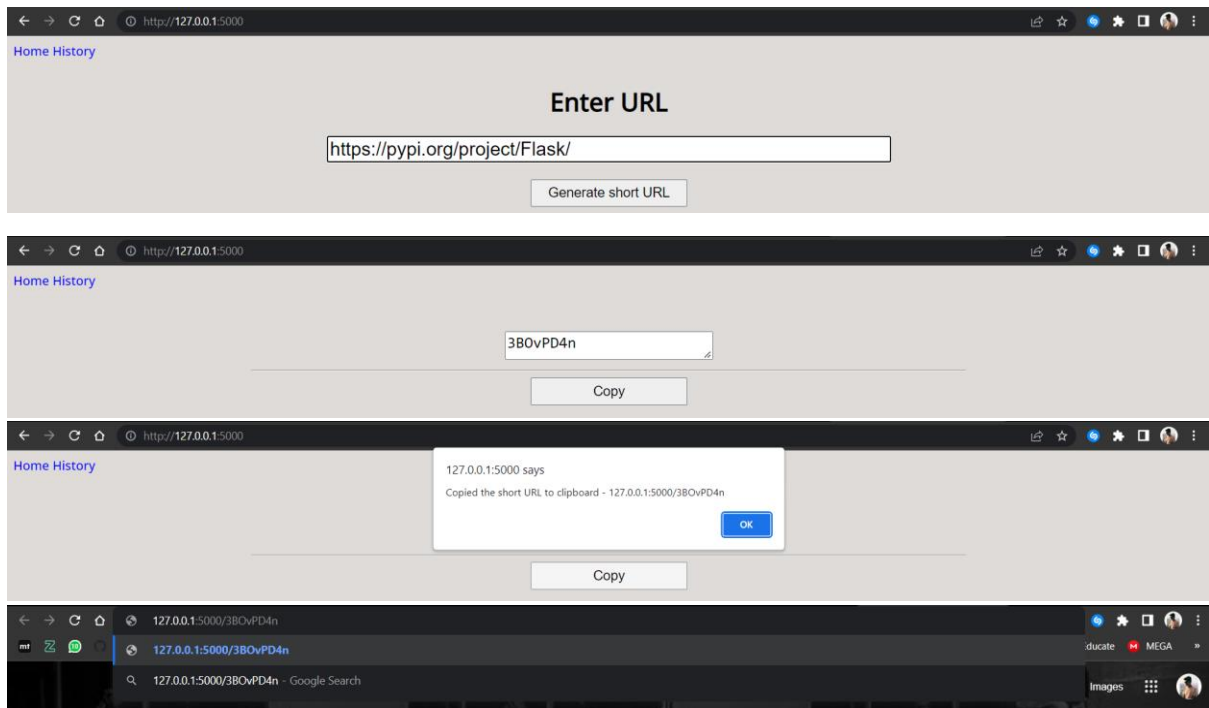 http://127.0.0.1:5000
Home History
Enter URL
https://pypi.org/project/Flask/
Generate short URL
http://127.0.0.1:5000
Home History
3BOvPD4n
Copy
http://127.0.0.1:5000
Home History
127.0.0.1:5000 says
Copied the short URL to clipboard - 127.0.0.1:5000/3BOvPD4n
OK
Copy
127.0.0.1:5000/3BOvPD4n
mt 127.0.0.1:5000/3BOvPD4n ducate M MEGA »
127.0.0.1:5000/3BOvPD4n - Google Search Images